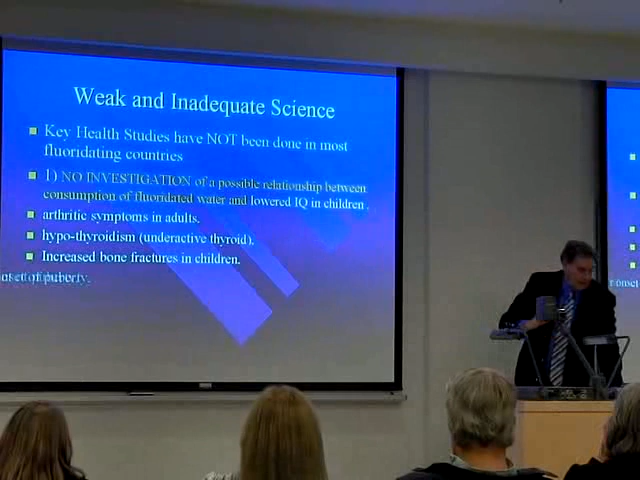 Weak and Inadequate Science
Key Health Studies have NOT been done in most
fluoridating countries
1) NO INVESTIGATION of a possible relationship between
consumption of fluoridated water and lowered IQ in children.
arthritic symptoms in adults.
hypo-thyroidism (underactive thyroid).
Increased bone fractures in children.
onset of puberty.
onset